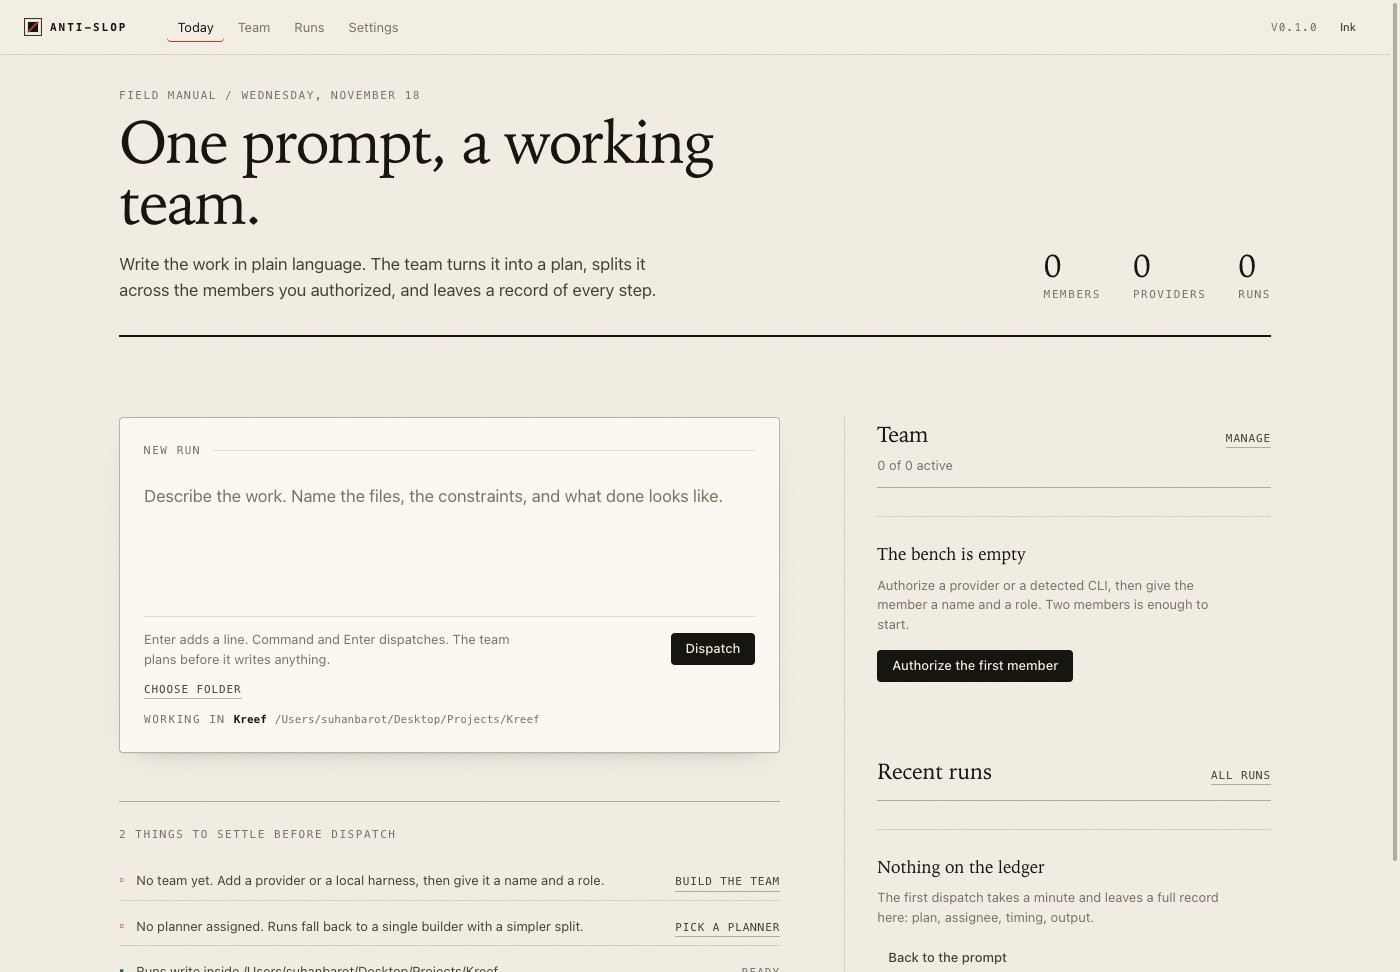 ANTI-SLOP
Today
Team
Runs
Settings
V0.1.0
Ink
FIELD MANUAL / WEDNESDAY, NOVEMBER 18
One prompt, a working
team.
Write the work in plain language. The team turns it into a plan, splits it
across the members you authorized, and leaves a record of every step.
0
MEMBERS
0
PROVIDERS
0
RUNS
NEW RUN
Describe the work. Name the files, the constraints, and what done looks like.
Enter adds a line. Command and Enter dispatches. The team
plans before it writes anything.
Dispatch
CHOOSE FOLDER
WORKING IN Kreef /Users/suhanbarot/Desktop/Projects/Kreef
2 THINGS TO SETTLE BEFORE DISPATCH
No team yet. Add a provider or a local harness, then give it a name and a role.
BUILD THE TEAM
No planner assigned. Runs fall back to a single builder with a simpler split.
PICK A PLANNER
Runs write inside /Users/suhanbarot/Desktop/Projects/Kreef
READY
Team
MANAGE
0 of 0 active
The bench is empty
Authorize a provider or a detected CLI, then give the
member a name and a role. Two members is enough to
start.
Authorize the first member
Recent runs
ALL RUNS
Nothing on the ledger
The first dispatch takes a minute and leaves a full record
here: plan, assignee, timing, output.
Back to the prompt